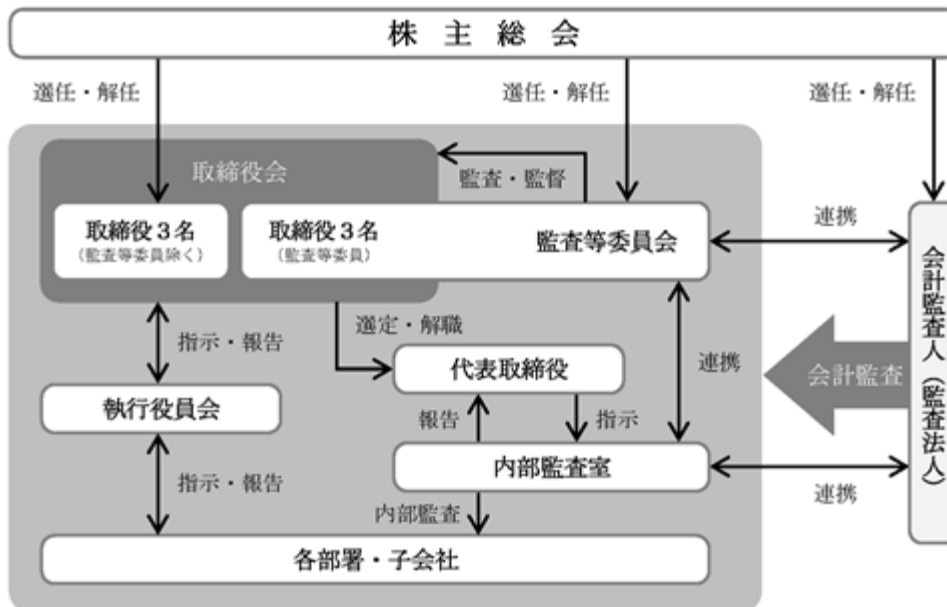 株主総会
選任・解任
選任・解任
選任・解任
取締役会
監査・監督
取締役3名
(監査等委員除く)
取締役3名
(監査等委員)
監査等委員会
連携
会計監査人(監査法人)
指示・報告
選定・解職
代表取締役
連携
会計監査
執行役員会
報告
指示
内部監査室
指示・報告
内部監査
連携
各部署・子会社